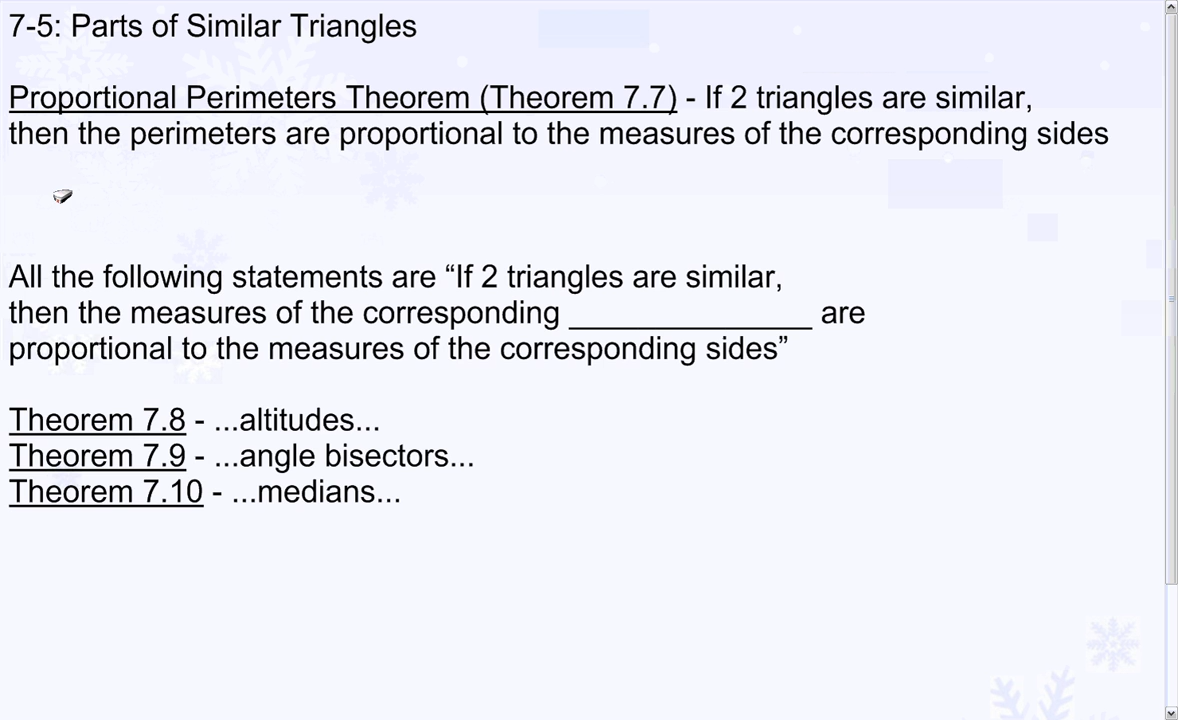 7-5: Parts of Similar Triangles
Proportional Perimeters Theorem (Theorem 7.7) - If 2 triangles are similar,
then the perimeters are proportional to the measures of the corresponding sides
All the following statements are “If 2 triangles are similar,
then the measures of the corresponding ______________ are
proportional to the measures of the corresponding sides”
Theorem 7.8 - ...altitudes...
Theorem 7.9 - ...angle bisectors...
Theorem 7.10 - ...medians...